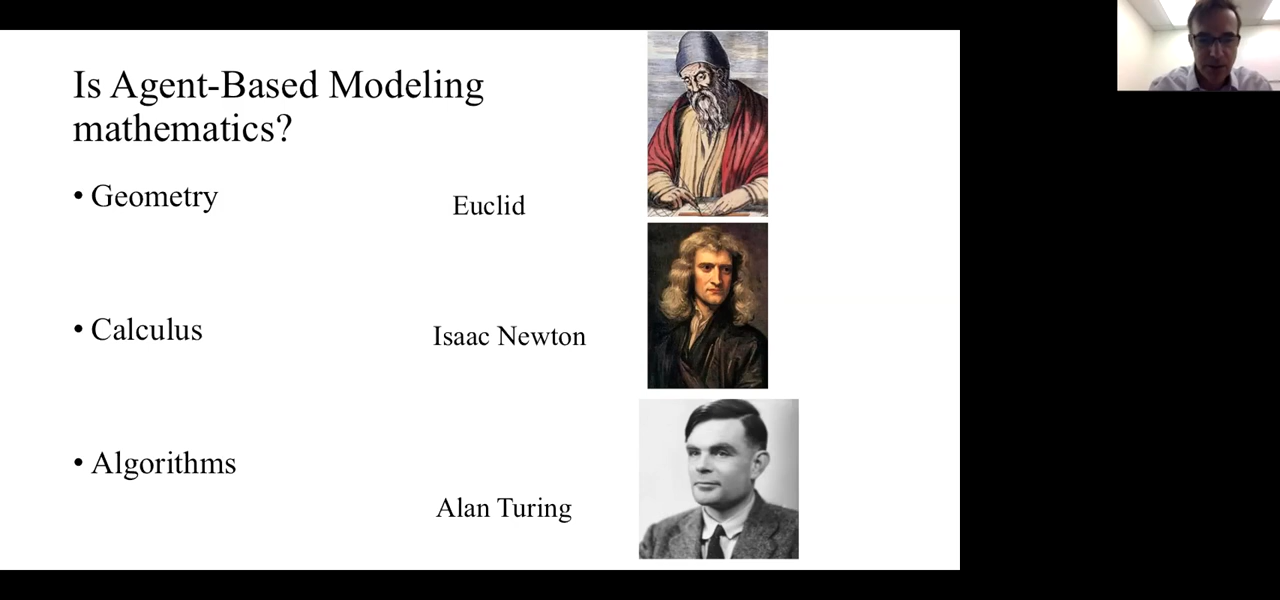 Is Agent-Based Modeling
mathematics?
• Geometry
Euclid
• Calculus
Isaac Newton
• Algorithms
Alan Turing